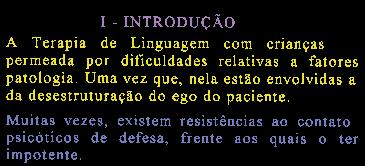 I - INTRODUÇÃO
A Terapia de Linguagem com crianças
permeada por dificuldades relativas a fatores
patologia. Uma vez que, nela estão envolvidas a
da desestruturação do ego do paciente.
Muitas vezes, existem resistências ao contato
psicóticos de defesa, frente aos quais o ter
impotente.